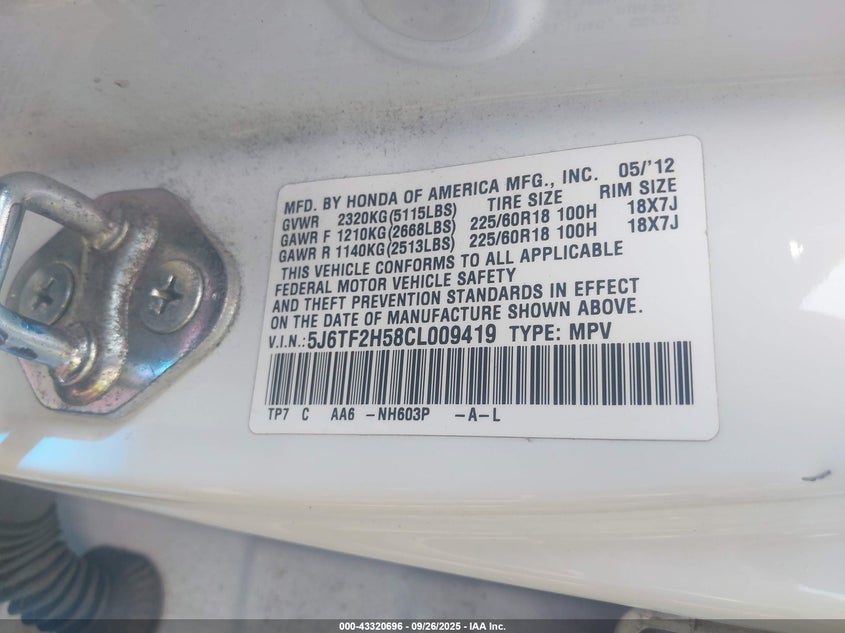 MFD. BY HONDA OF AMERICA MFG., INC. 05/'12
GVWR 2320KG(5115LBS) TIRE SIZE RIM SIZE
GAWR F 1210KG(2668LBS) 225/60R18 100H 18X7J
GAWR R 1140KG(2513LBS) 225/60R18 100H 18X7J
THIS VEHICLE CONFORMS TO ALL APPLICABLE
FEDERAL MOTOR VEHICLE SAFETY
AND THEFT PREVENTION STANDARDS IN EFFECT
ON THE DATE OF MANUFACTURE SHOWN ABOVE.
V.I.N.:5J6TF2H58CL009419 TYPE: MPV
TP7 C AA6 -NH603P -A-L
000-43320696 - 09/26/2025 - IAA Inc.